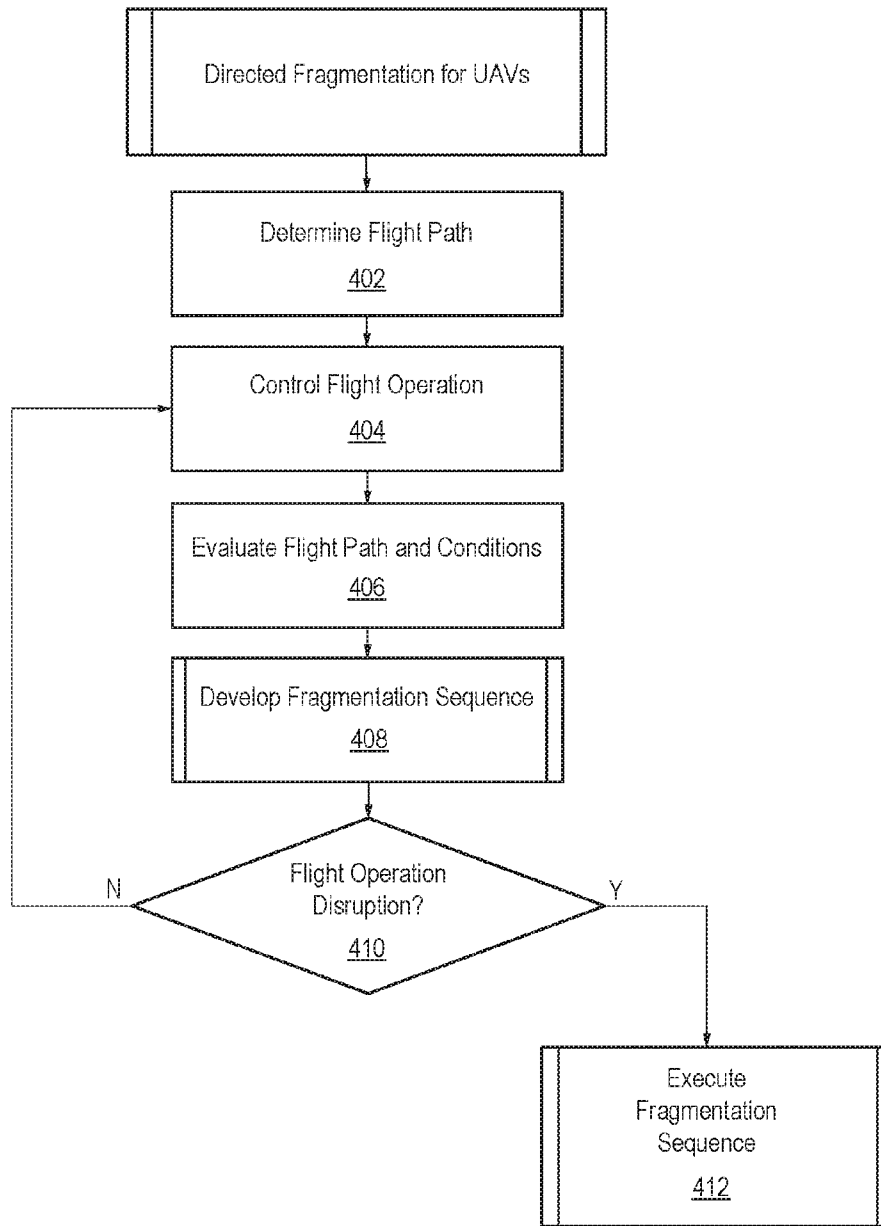 Directed Fragmentation for UAVs
Determine Flight Path
402
Control Flight Operation
404
Evaluate Flight Path and Conditions
406
Develop Fragmentation Sequence
408
N
Flight Operation
Disruption?
410
Y
Execute
Fragmentation
Sequence
412